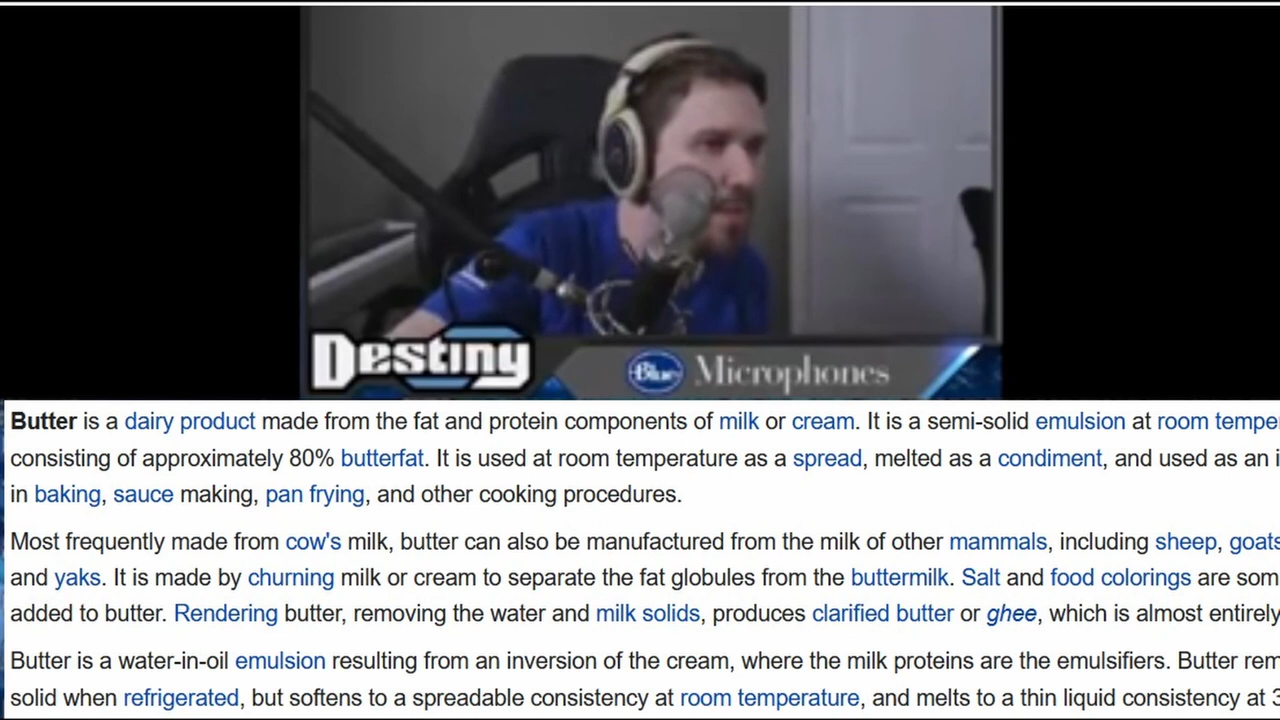 Destiny
Blue Microphones
Butter is a dairy product made from the fat and protein components of milk or cream. It is a semi-solid emulsion at room tempe
consisting of approximately 80% butterfat. It is used at room temperature as a spread, melted as a condiment, and used as an i
in baking, sauce making, pan frying, and other cooking procedures.
Most frequently made from cow's milk, butter can also be manufactured from the milk of other mammals, including sheep, goats
and yaks. It is made by churning milk or cream to separate the fat globules from the buttermilk. Salt and food colorings are som
added to butter. Rendering butter, removing the water and milk solids, produces clarified butter or ghee, which is almost entirely
Butter is a water-in-oil emulsion resulting from an inversion of the cream, where the milk proteins are the emulsifiers. Butter rem
solid when refrigerated, but softens to a spreadable consistency at room temperature, and melts to a thin liquid consistency at 3